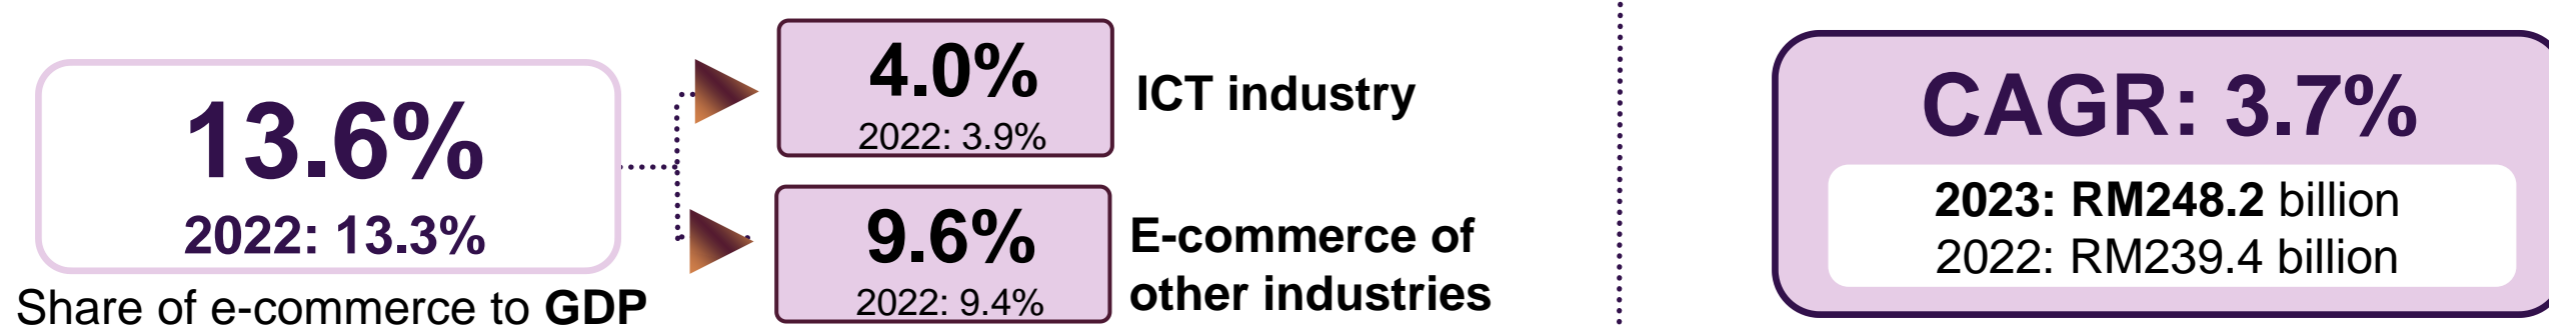 13.6%
2022: 13.3%
Share of e-commerce to GDP
4.0%
2022: 3.9%
ICT industry
9.6%
2022: 9.4%
E-commerce of
other industries
CAGR: 3.7%
2023: RM248.2 billion
2022: RM239.4 billion